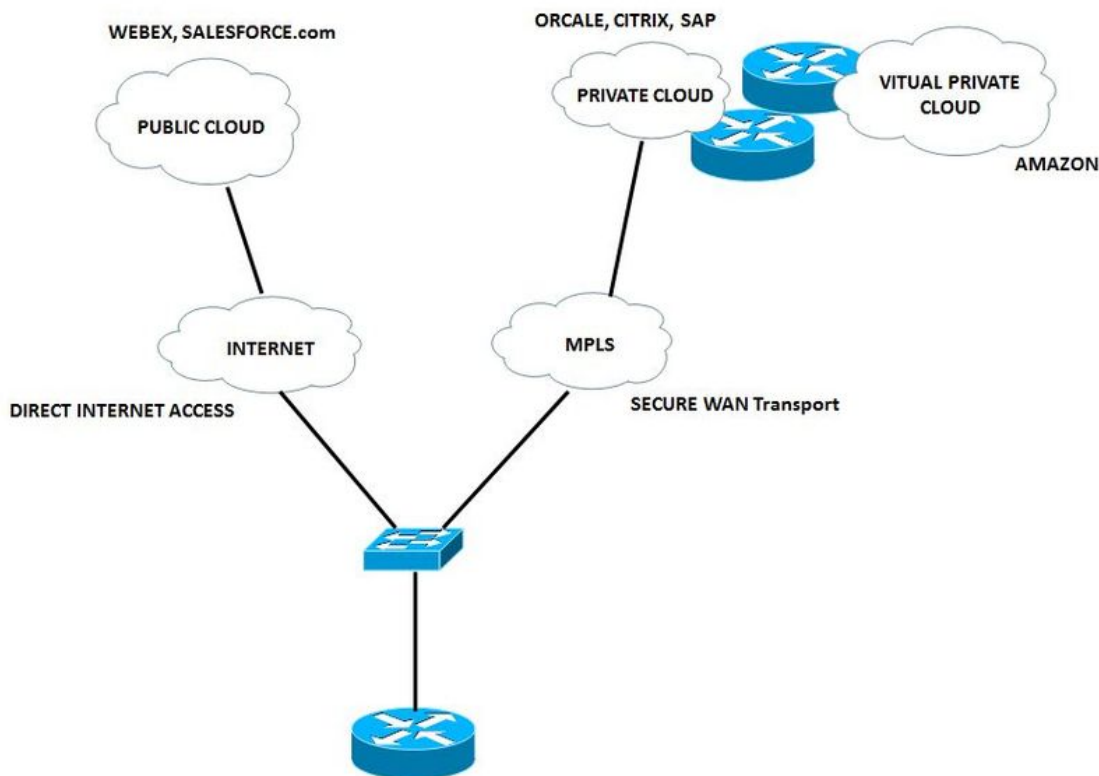 WEBEX, SALESFORCE.com
ORCALE, CITRIX, SAP
PUBLIC CLOUD
PRIVATE CLOUD
VITUAL PRIVATE
CLOUD
AMAZON
INTERNET
MPLS
DIRECT INTERNET ACCESS
SECURE WAN Transport